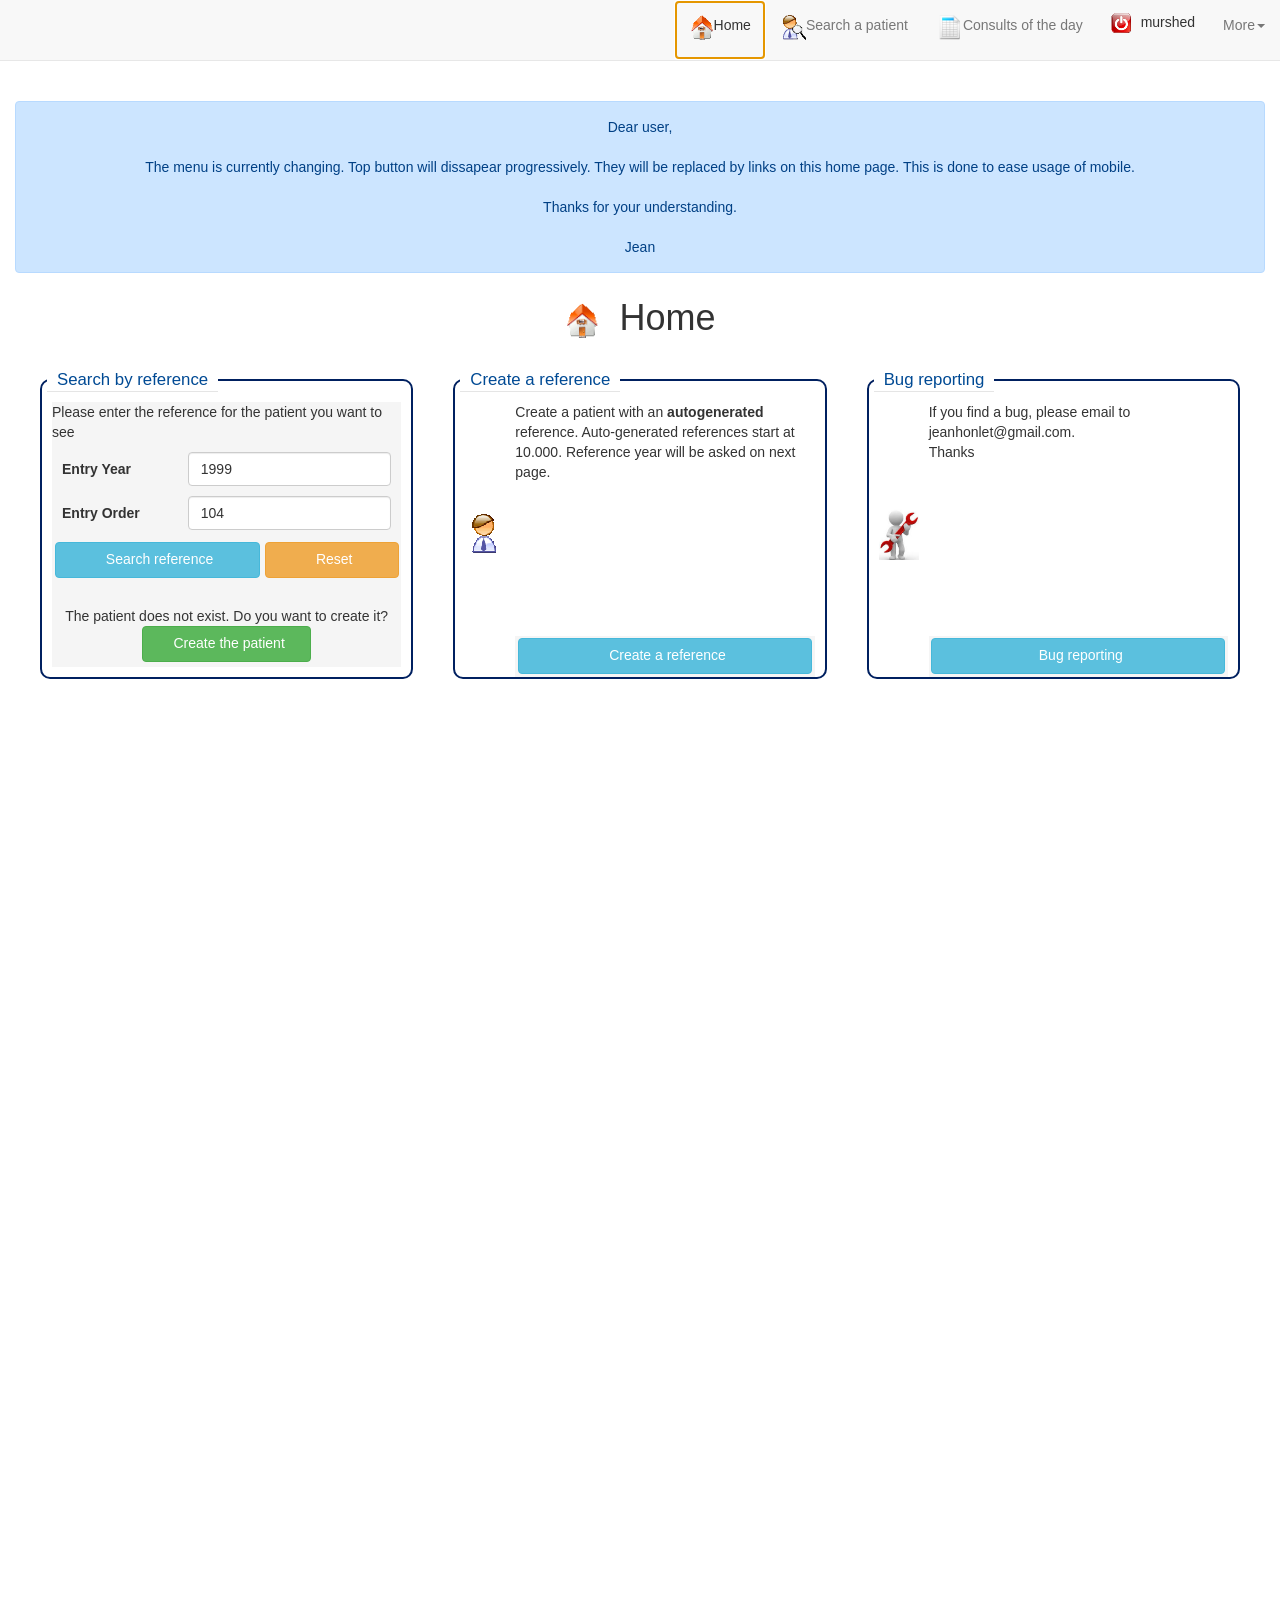 Home
Search a patient
Consults of the day
murshed
More
Dear user,
The menu is currently changing. Top button will dissapear progressively. They will be replaced by links on this home page. This is done to ease usage of mobile.
Thanks for your understanding.
Jean
Home
Search by reference
Please enter the reference for the patient you want to
see
Entry Year
1999
Entry Order
104
Search reference
Reset
The patient does not exist. Do you want to create it?
Create the patient
Create a reference
Create a patient with an autogenerated
reference. Auto-generated references start at
10.000. Reference year will be asked on next
page.
Create a reference
Bug reporting
If you find a bug, please email to
jeanhonlet@gmail.com.
Thanks
Bug reporting